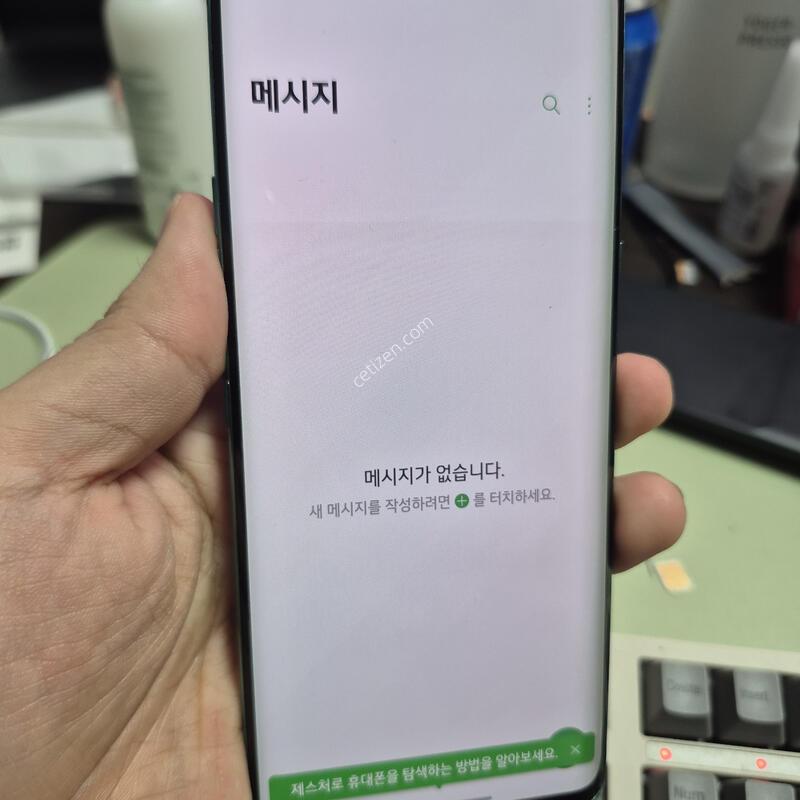 메시지
cetizen.com
메시지가 없습니다.
새 메시지를 작성하려면 + 를 터치하세요.
제스처로 휴대폰을 탐색하는 방법을 알아보세요. ×
Num